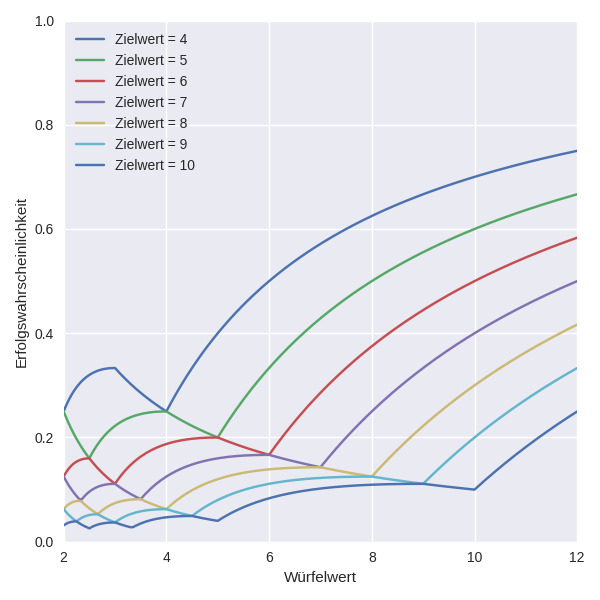 1.0
0.8
0.6
0.4
0.2
0.0
Erfolgswahrscheinlichkeit
Zielwert = 4
Zielwert = 5
Zielwert = 6
Zielwert = 7
Zielwert = 8
Zielwert = 9
Zielwert = 10
2 4 6 8 10 12
Würfelwert